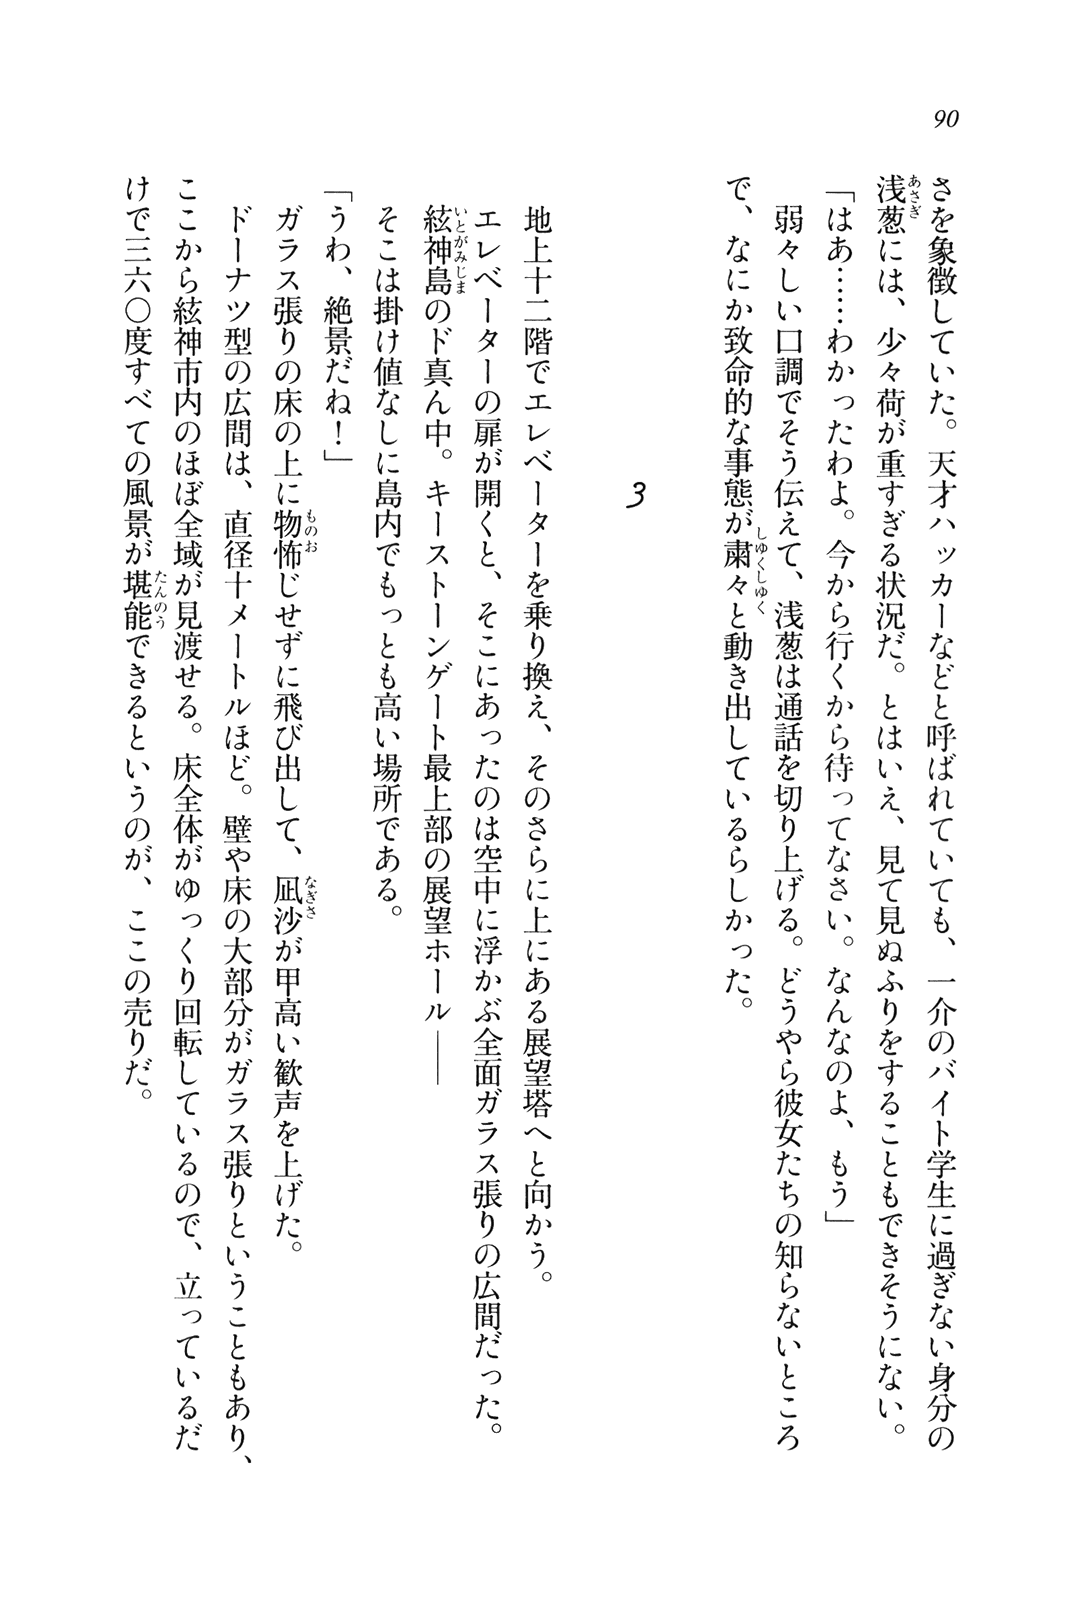 90
さを象徴していた。天才ハッカーなどと呼ばれていても、一介のバイト学生に過ぎない身分の
浅葱には、少々荷が重すぎる状況だ。とはいえ、見て見ぬふりをすることもできそうにない。
「はあ……わかったわよ。今から行くから待ってなさい。なんなのよ、もう」
弱々しい口調でそう伝えて、浅葱は通話を切り上げる。どうやら彼女たちの知らないところ
で、なにか致命的な事態が粛々と動き出しているらしかった。
3
地上十二階でエレベーターを乗り換え、そのさらに上にある展望塔へと向かう。
エレベーターの扉が開くと、そこにあったのは空中に浮かぶ全面ガラス張りの広間だった。
絃神島のド真ん中。キーストーンゲート最上部の展望ホール――
そこは掛け値なしに島内でもっとも高い場所である。
「うわ、絶景だね！」
ガラス張りの床の上に物怖じせずに飛び出して、凪沙が甲高い歓声を上げた。
ドーナツ型の広間は、直径十メートルほど。壁や床の大部分がガラス張りということもあり、
ここから絃神市内のほぼ全域が見渡せる。床全体がゆっくり回転しているので、立っているだ
けで三六〇度すべての風景が堪能できるというのが、ここの売りだ。